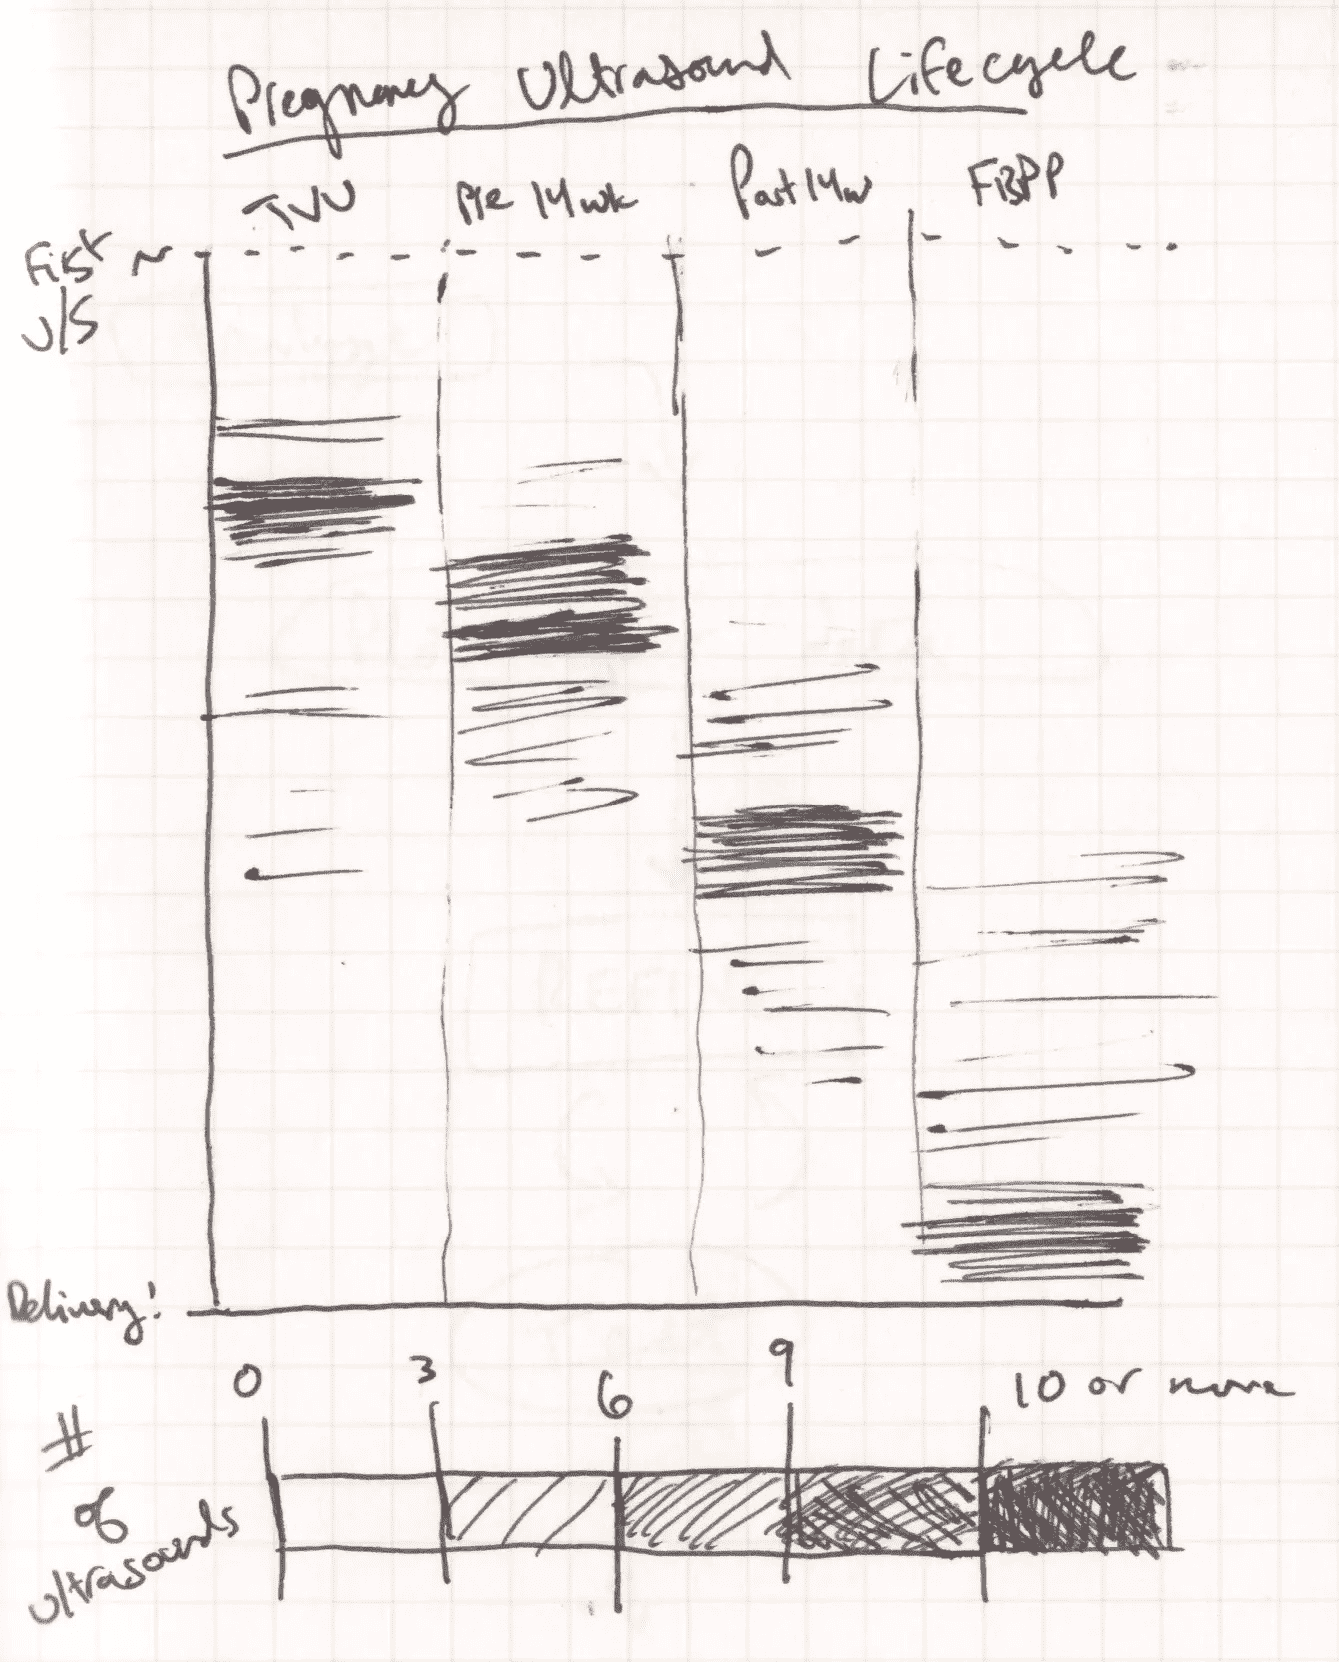 Pregnancy Ultrasound Lifecycle
TVU Pre 14wk Post 14w FBPP
First
U/S
Delivery!
0 3 6 9 10 or more
#
of
ultrasounds